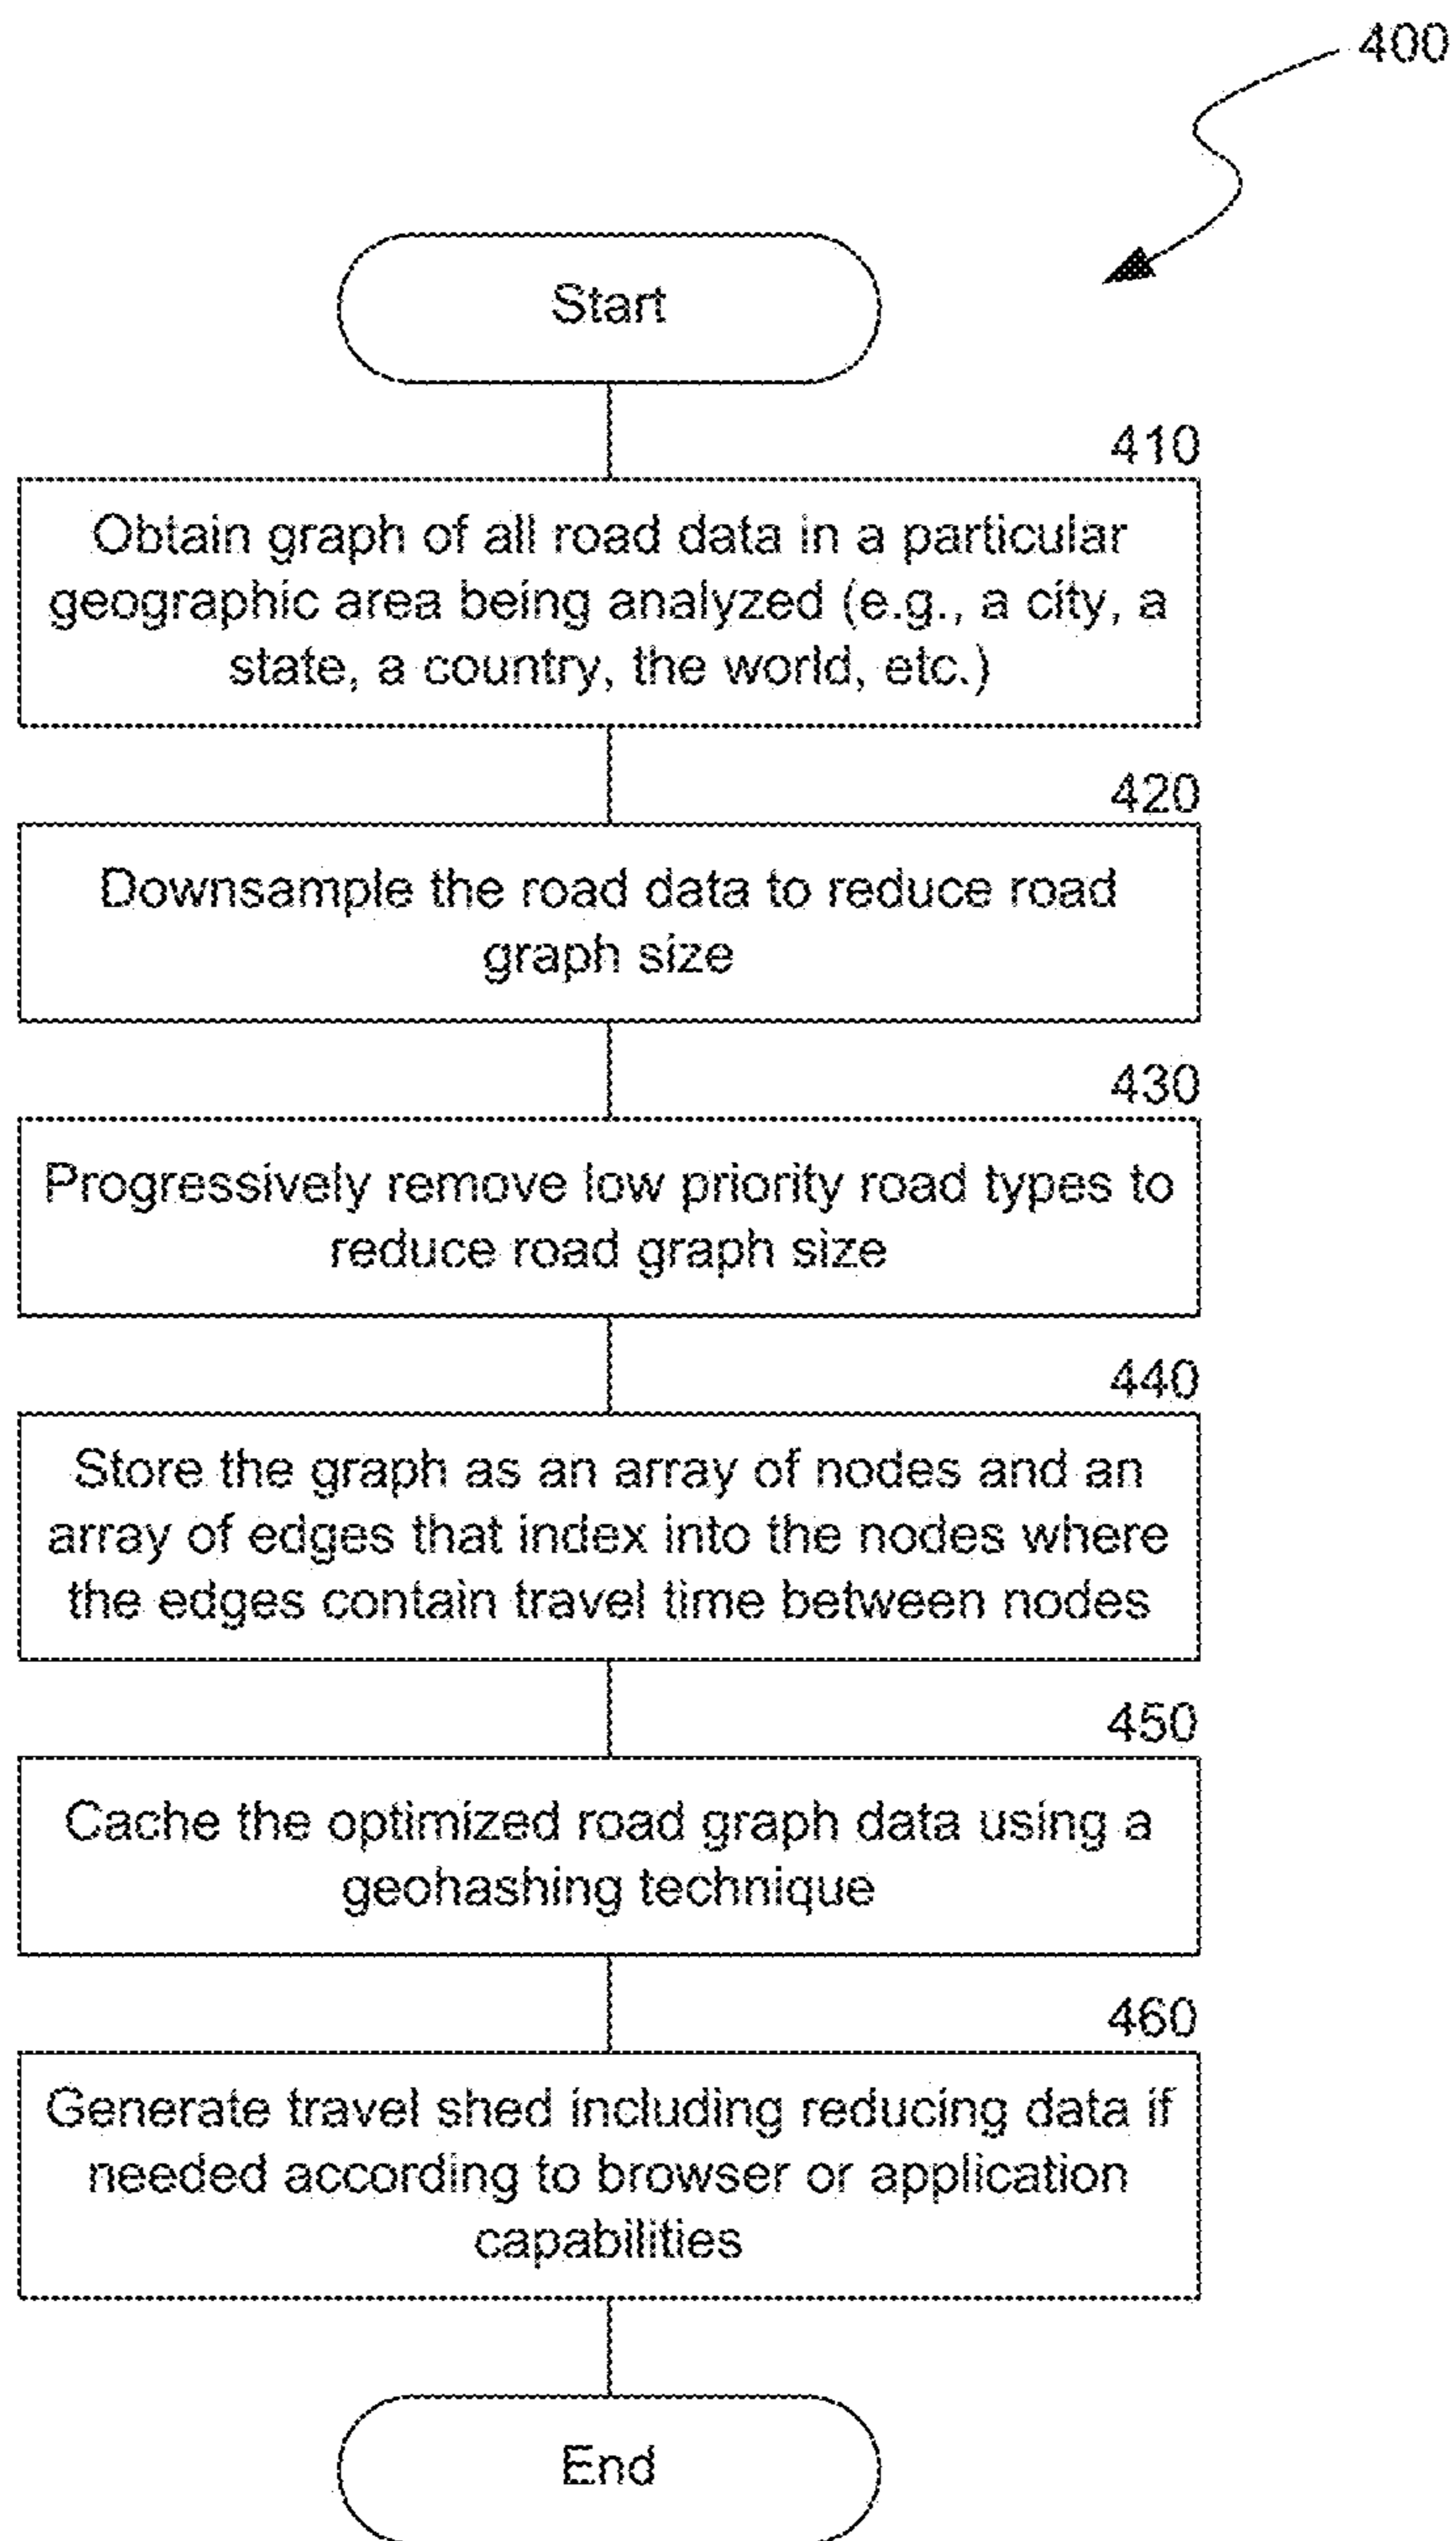 400
Start
410
Obtain graph of all road data in a particular
geographic area being analyzed (e.g., a city, a
state, a country, the world, etc.)
420
Downsample the road data to reduce road
graph size
430
Progressively remove low priority road types to
reduce road graph size
440
Store the graph as an array of nodes and an
array of edges that index into the nodes where
the edges contain travel time between nodes
450
Cache the optimized road graph data using a
geohashing technique
460
Generate travel shed including reducing data if
needed according to browser or application
capabilities
End